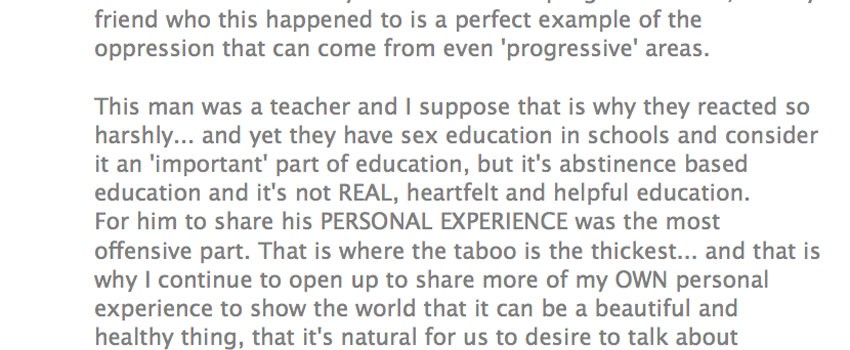 friend who this happened to is a perfect example of the
oppression that can come from even 'progressive' areas.
This man was a teacher and I suppose that is why they reacted so
harshly... and yet they have sex education in schools and consider
it an 'important' part of education, but it's abstinence based
education and it's not REAL, heartfelt and helpful education.
For him to share his PERSONAL EXPERIENCE was the most
offensive part. That is where the taboo is the thickest... and that is
why I continue to open up to share more of my OWN personal
experience to show the world that it can be a beautiful and
healthy thing, that it's natural for us to desire to talk about